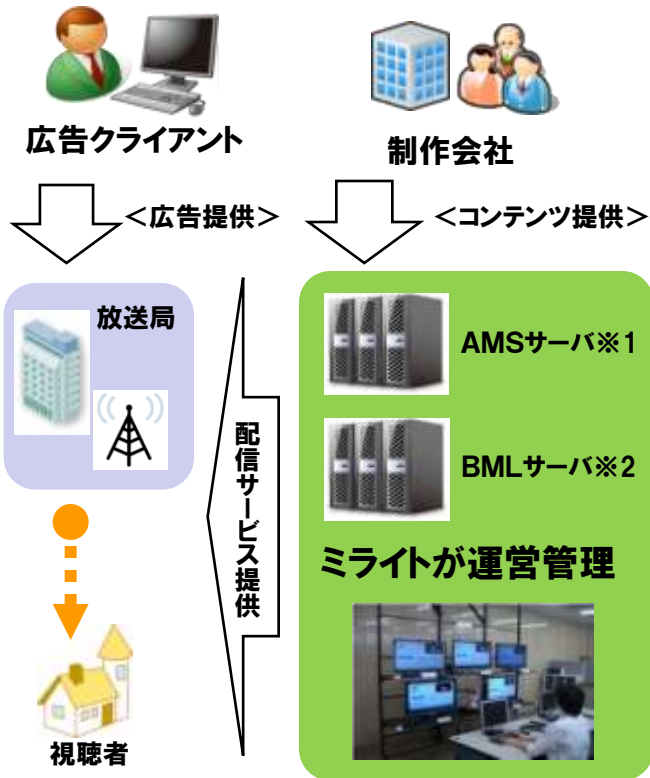 広告クライアント
制作会社
＜広告提供＞
＜コンテンツ提供＞
放送局
AMSサーバ※1
BMLサーバ※2
配信サービス提供
ミライトが運営管理
視聴者